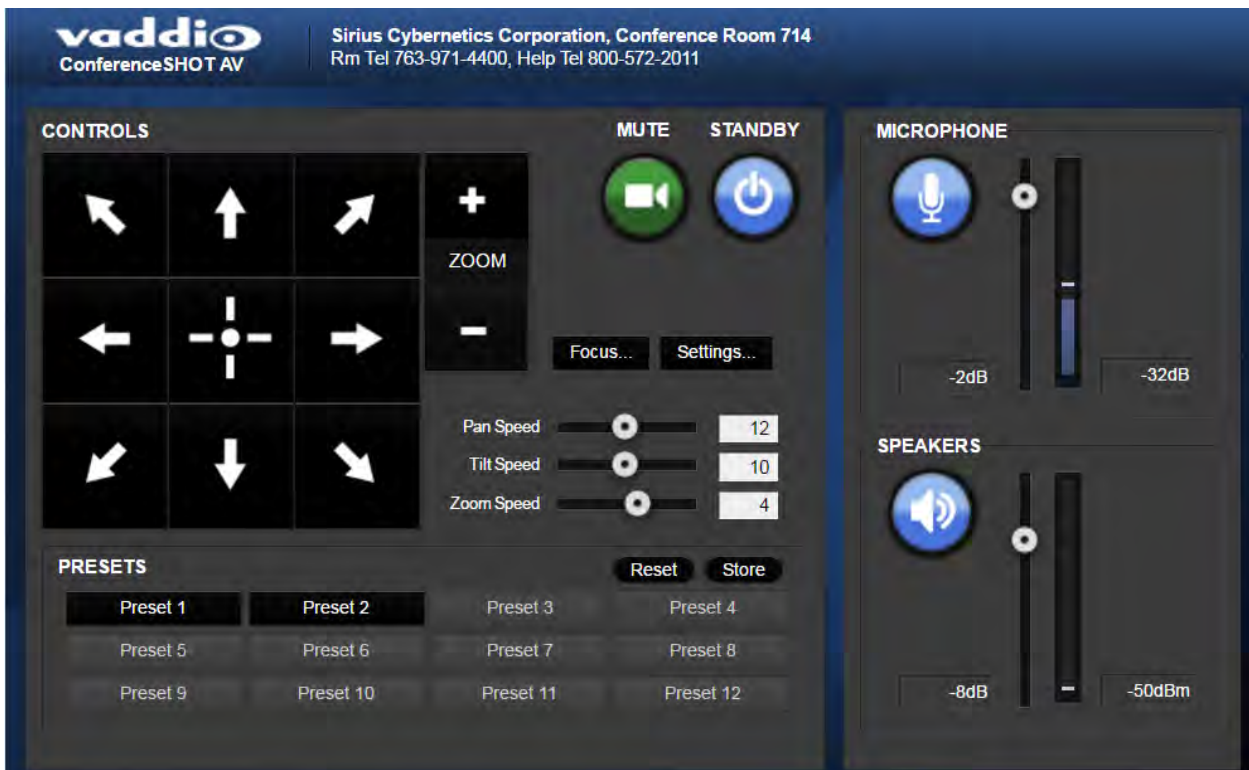 vaddio
ConferenceSHOT AV
Sirius Cybernetics Corporation, Conference Room 714
Rm Tel 763-971-4400, Help Tel 800-572-2011
CONTROLS
MUTE STANDBY
ZOOM
Focus... Settings...
Pan Speed 12
Tilt Speed 10
Zoom Speed 4
PRESETS
Reset Store
Preset 1 Preset 2 Preset 3 Preset 4
Preset 5 Preset 6 Preset 7 Preset 8
Preset 9 Preset 10 Preset 11 Preset 12
MICROPHONE
-2dB -32dB
SPEAKERS
-8dB -50dBm